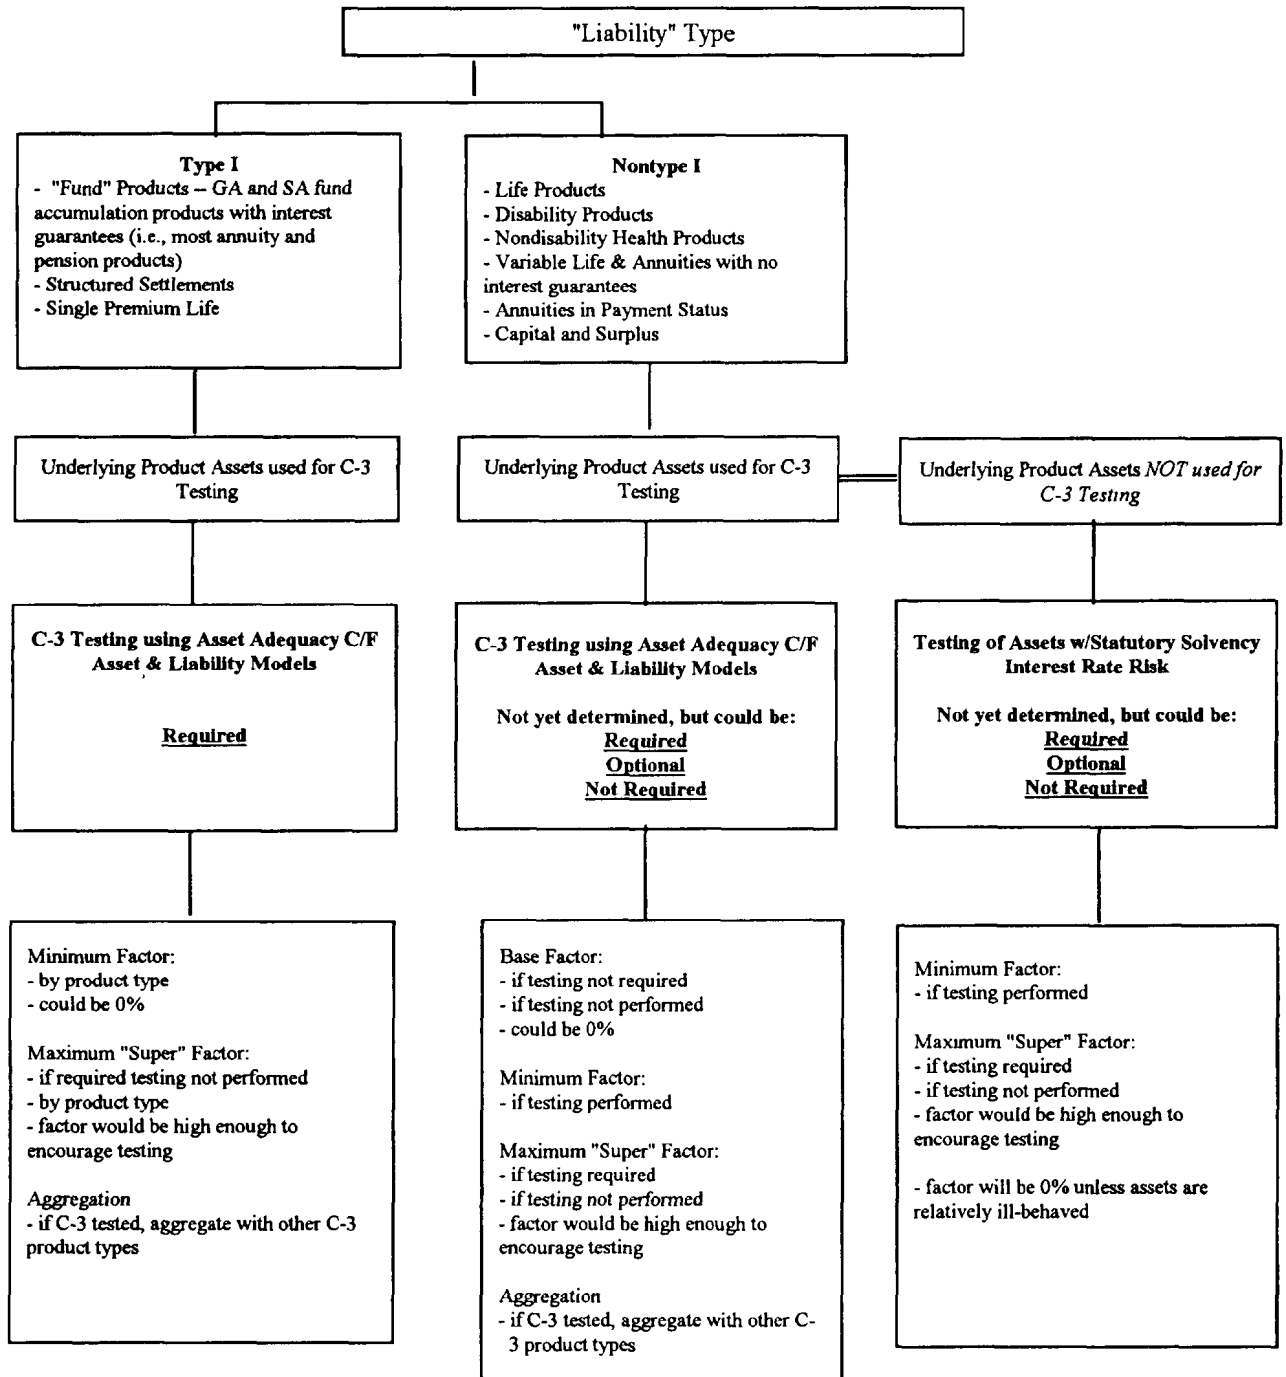 "Liability" Type
Type I
- "Fund" Products – GA and SA fund
accumulation products with interest
guarantees (i.e., most annuity and
pension products)
- Structured Settlements
- Single Premium Life
Nontype I
- Life Products
- Disability Products
- Nondisability Health Products
- Variable Life & Annuities with no
interest guarantees
- Annuities in Payment Status
- Capital and Surplus
Underlying Product Assets used for C-3
Testing
Underlying Product Assets used for C-3
Testing
Underlying Product Assets NOT used for
C-3 Testing
C-3 Testing using Asset Adequacy C/F
Asset & Liability Models
Required
C-3 Testing using Asset Adequacy C/F
Asset & Liability Models
Not yet determined, but could be:
Required
Optional
Not Required
Testing of Assets w/Statutory Solvency
Interest Rate Risk
Not yet determined, but could be:
Required
Optional
Not Required
Minimum Factor:
- by product type
- could be 0%
Maximum "Super" Factor:
- if required testing not performed
- by product type
- factor would be high enough to
encourage testing
Aggregation
- if C-3 tested, aggregate with other C-3
product types
Base Factor:
- if testing not required
- if testing not performed
- could be 0%
Minimum Factor:
- if testing performed
Maximum "Super" Factor:
- if testing required
- if testing not performed
- factor would be high enough to
encourage testing
Aggregation
- if C-3 tested, aggregate with other C-
3 product types
Minimum Factor:
- if testing performed
Maximum "Super" Factor:
- if testing required
- if testing not performed
- factor would be high enough to
encourage testing
- factor will be 0% unless assets are
relatively ill-behaved